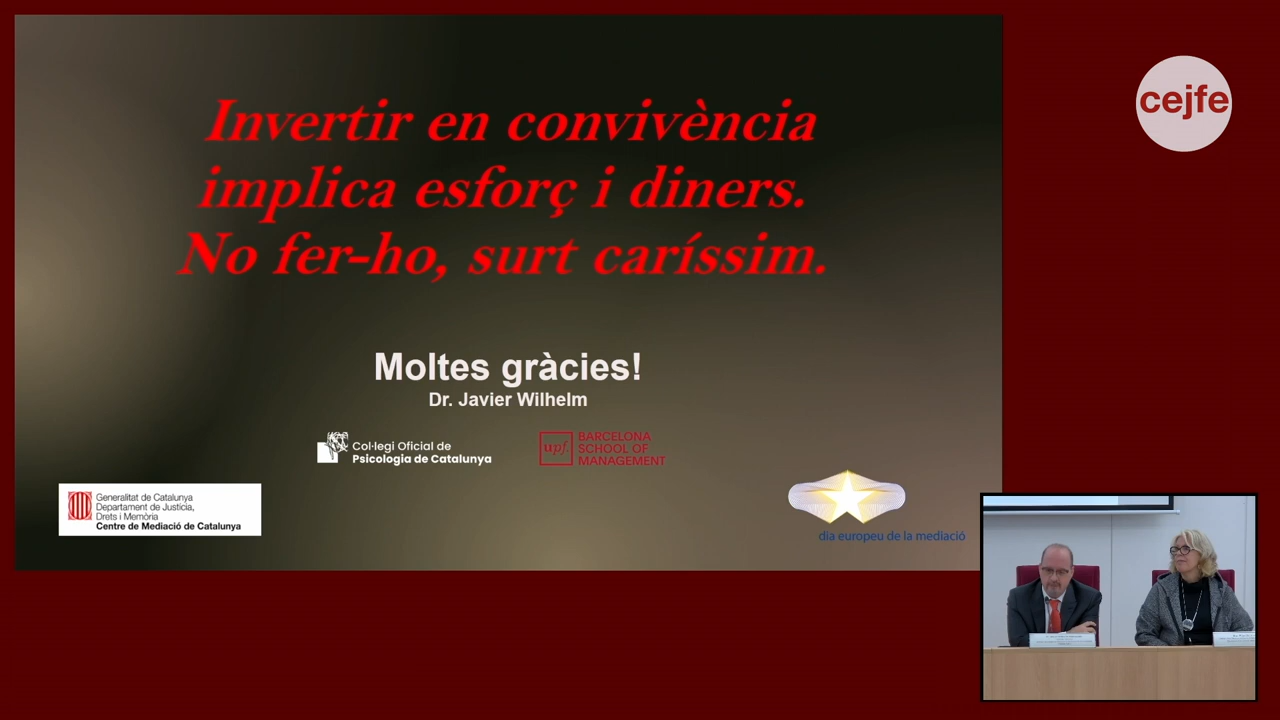 Invertir en convivència
implica esforç i diners.
No fer-ho, surt caríssim.
Moltes gràcies!
Dr. Javier Wilhelm
Col·legi Oficial de
Psicologia de Catalunya
upf.
BARCELONA
SCHOOL OF
MANAGEMENT
Generalitat de Catalunya
Departament de Justícia,
Drets i Memòria
Centre de Mediació de Catalunya
dia europeu de la mediació
cejfe